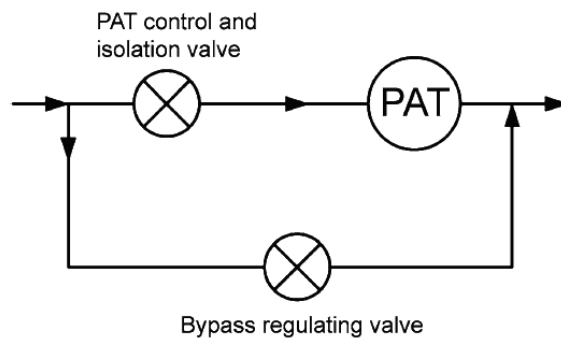 PAT control and
isolation valve
PAT
Bypass regulating valve